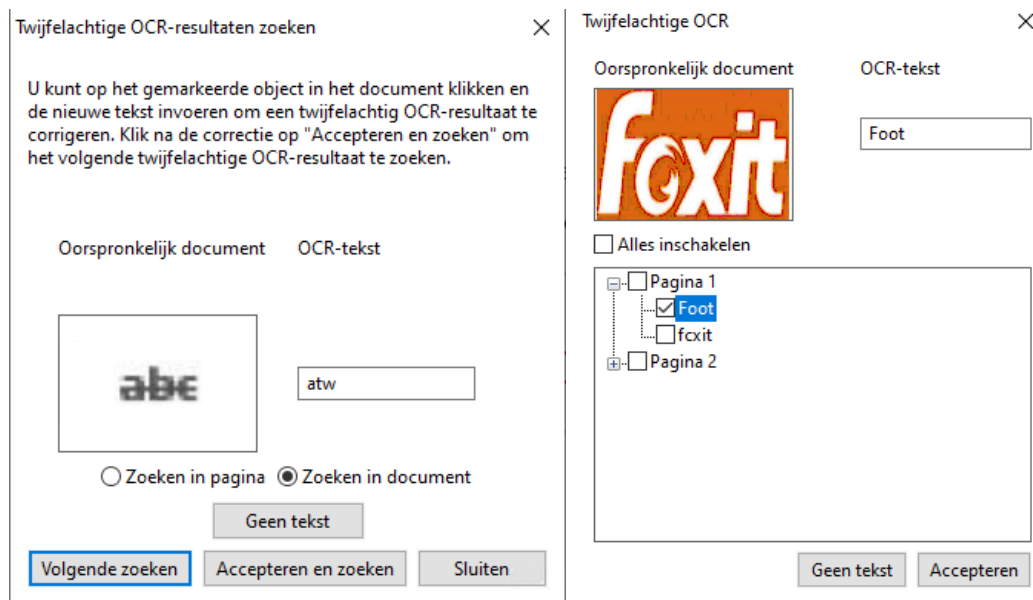 Twijfelachtige OCR-resultaten zoeken
U kunt op het gemarkeerde object in het document klikken en
de nieuwe tekst invoeren om een twijfelachtig OCR-resultaat te
corrigeren. Klik na de correctie op "Accepteren en zoeken" om
het volgende twijfelachtige OCR-resultaat te zoeken.
Oorspronkelijk document OCR-tekst
abc
atw
Zoeken in pagina Zoeken in document
Geen tekst
Volgende zoeken Accepteren en zoeken Sluiten
Twijfelachtige OCR
Oorspronkelijk document OCR-tekst
foxit
Foot
Alles inschakelen
Pagina 1
Foot
fcxit
Pagina 2
Geen tekst Accepteren